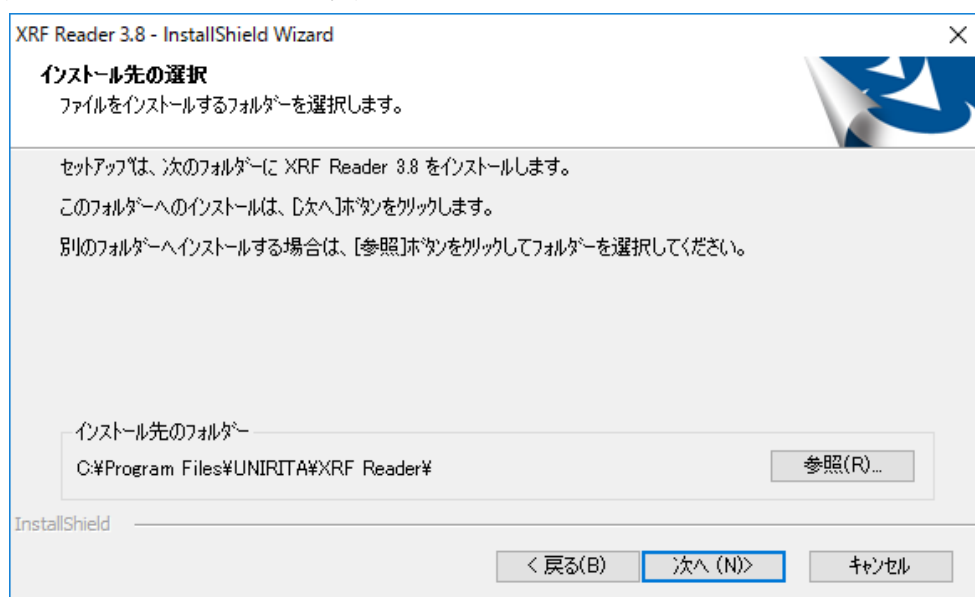 XRF Reader 3.8 - InstallShield Wizard
インストール先の選択
ファイルをインストールするフォルダーを選択します。
セットアップは、次のフォルダーに XRF Reader 3.8 をインストールします。
このフォルダーへのインストールは、[次へ]ボタンをクリックします。
別のフォルダーへインストールする場合は、[参照]ボタンをクリックしてフォルダーを選択してください。
インストール先のフォルダー
C:¥Program Files¥UNIRITA¥XRF Reader¥
参照(R)...
InstallShield
< 戻る(B)
次へ (N)>
キャンセル